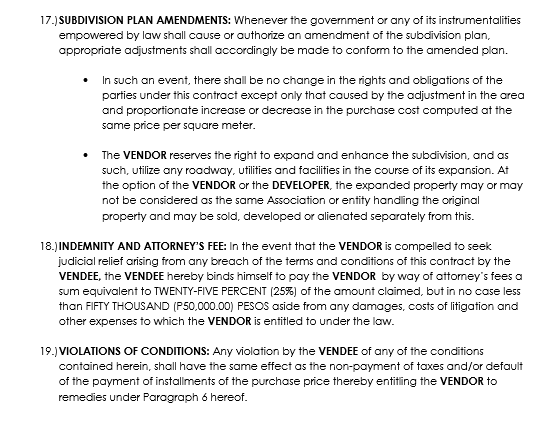 17.)SUBDIVISION PLAN AMENDMENTS: Whenever the government or any of its instrumentalities
empowered by law shall cause or authorize an amendment of the subdivision plan,
appropriate adjustments shall accordingly be made to conform to the amended plan.
• In such an event, there shall be no change in the rights and obligations of the
parties under this contract except only that caused by the adjustment in the area
and proportionate increase or decrease in the purchase cost computed at the
same price per square meter.
• The VENDOR reserves the right to expand and enhance the subdivision, and as
such, utilize any roadway, utilities and facilities in the course of its expansion. At
the option of the VENDOR or the DEVELOPER, the expanded property may or may
not be considered as the same Association or entity handling the original
property and may be sold, developed or alienated separately from this.
18.)INDEMNITY AND ATTORNEY'S FEE: In the event that the VENDOR is compelled to seek
judicial relief arising from any breach of the terms and conditions of this contract by the
VENDEE, the VENDEE hereby binds himself to pay the VENDOR by way of attorney's fees a
sum equivalent to TWENTY-FIVE PERCENT (25%) of the amount claimed, but in no case less
than FIFTY THOUSAND (P50,000.00) PESOS aside from any damages, costs of litigation and
other expenses to which the VENDOR is entitled to under the law.
19.)VIOLATIONS OF CONDITIONS: Any violation by the VENDEE of any of the conditions
contained herein, shall have the same effect as the non-payment of taxes and/or default
of the payment of installments of the purchase price thereby entitling the VENDOR to
remedies under Paragraph 6 hereof.